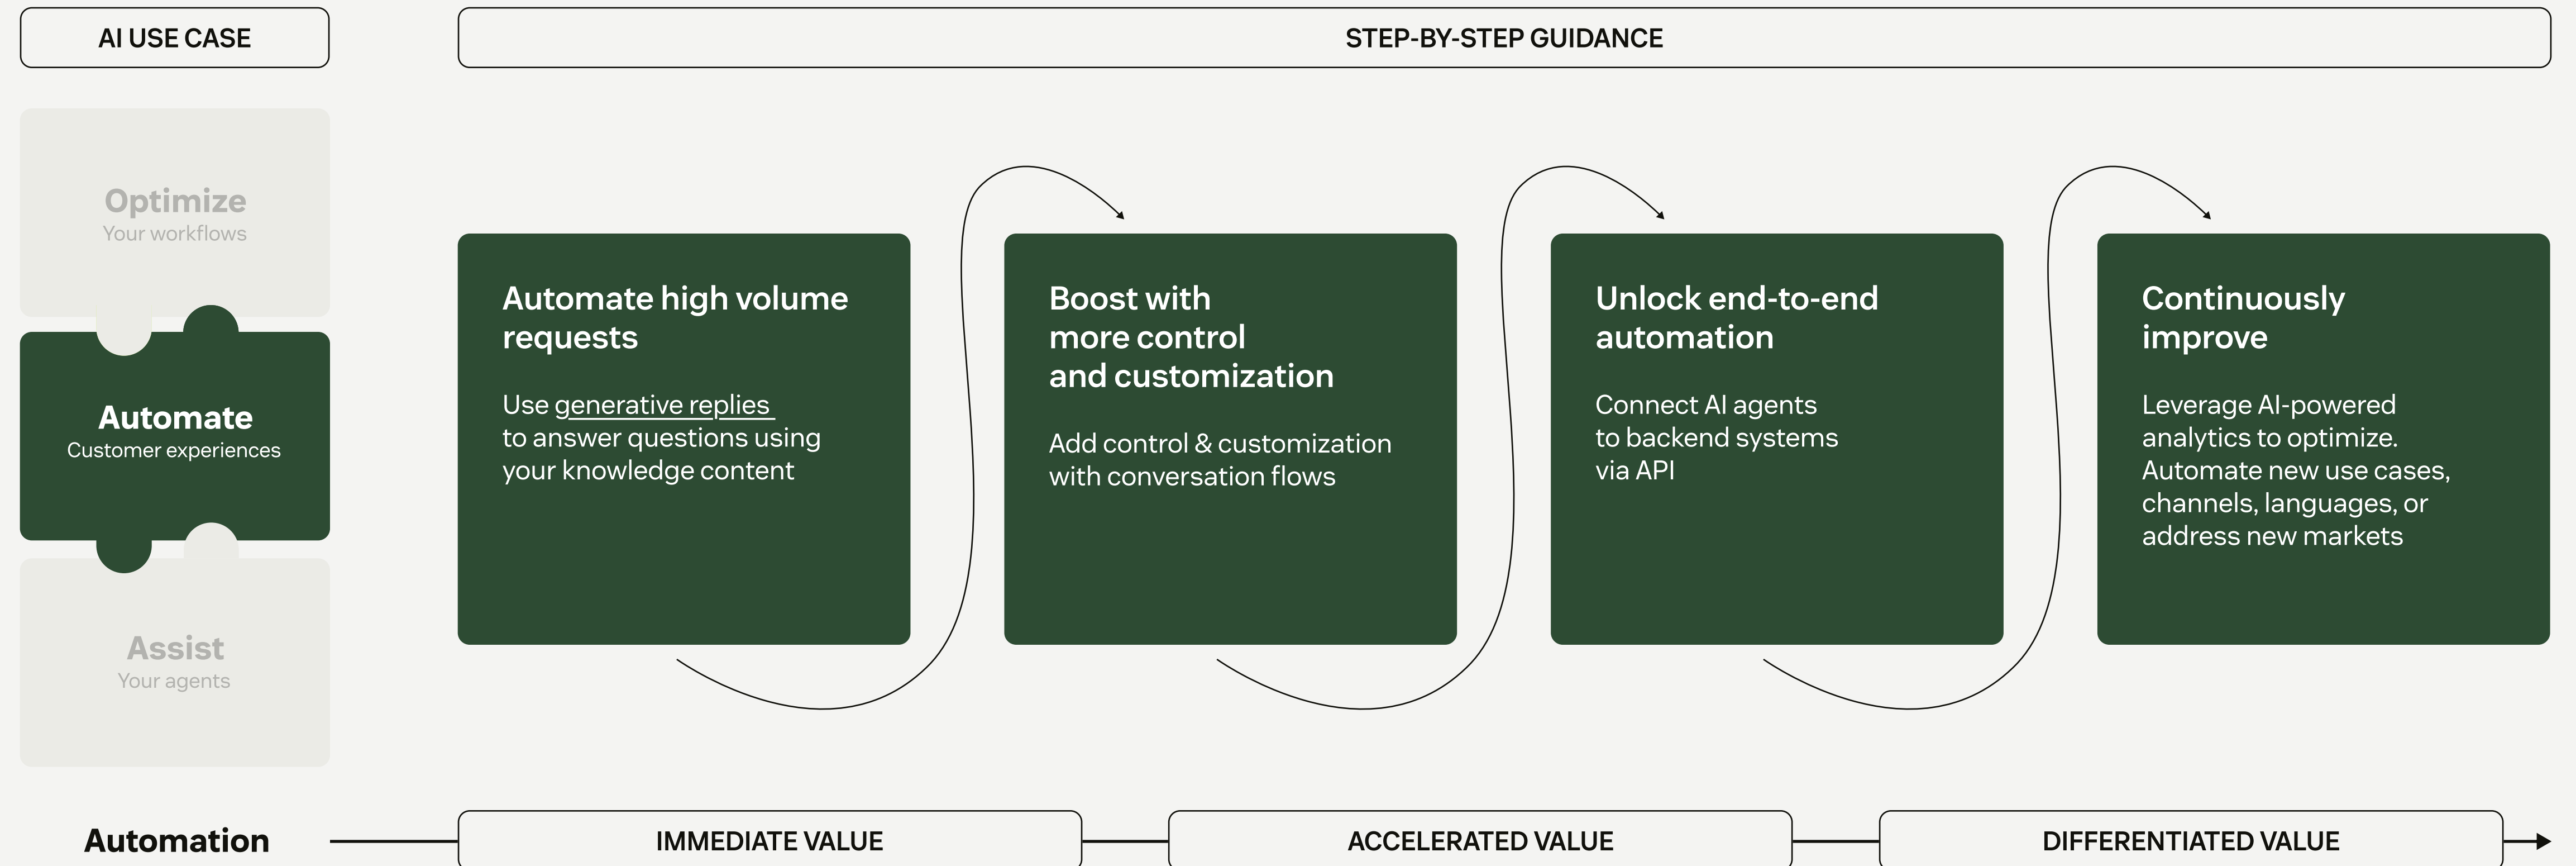 AI USE CASE
STEP-BY-STEP GUIDANCE
Optimize
Your workflows
Automate
Customer experiences
Assist
Your agents
Automate high volume
requests
Use generative replies
to answer questions using
your knowledge content
Boost with
more control
and customization
Add control & customization
with conversation flows
Unlock end-to-end
automation
Connect AI agents
to backend systems
via API
Continuously
improve
Leverage AI-powered
analytics to optimize.
Automate new use cases,
channels, languages, or
address new markets
Automation
IMMEDIATE VALUE
ACCELERATED VALUE
DIFFERENTIATED VALUE